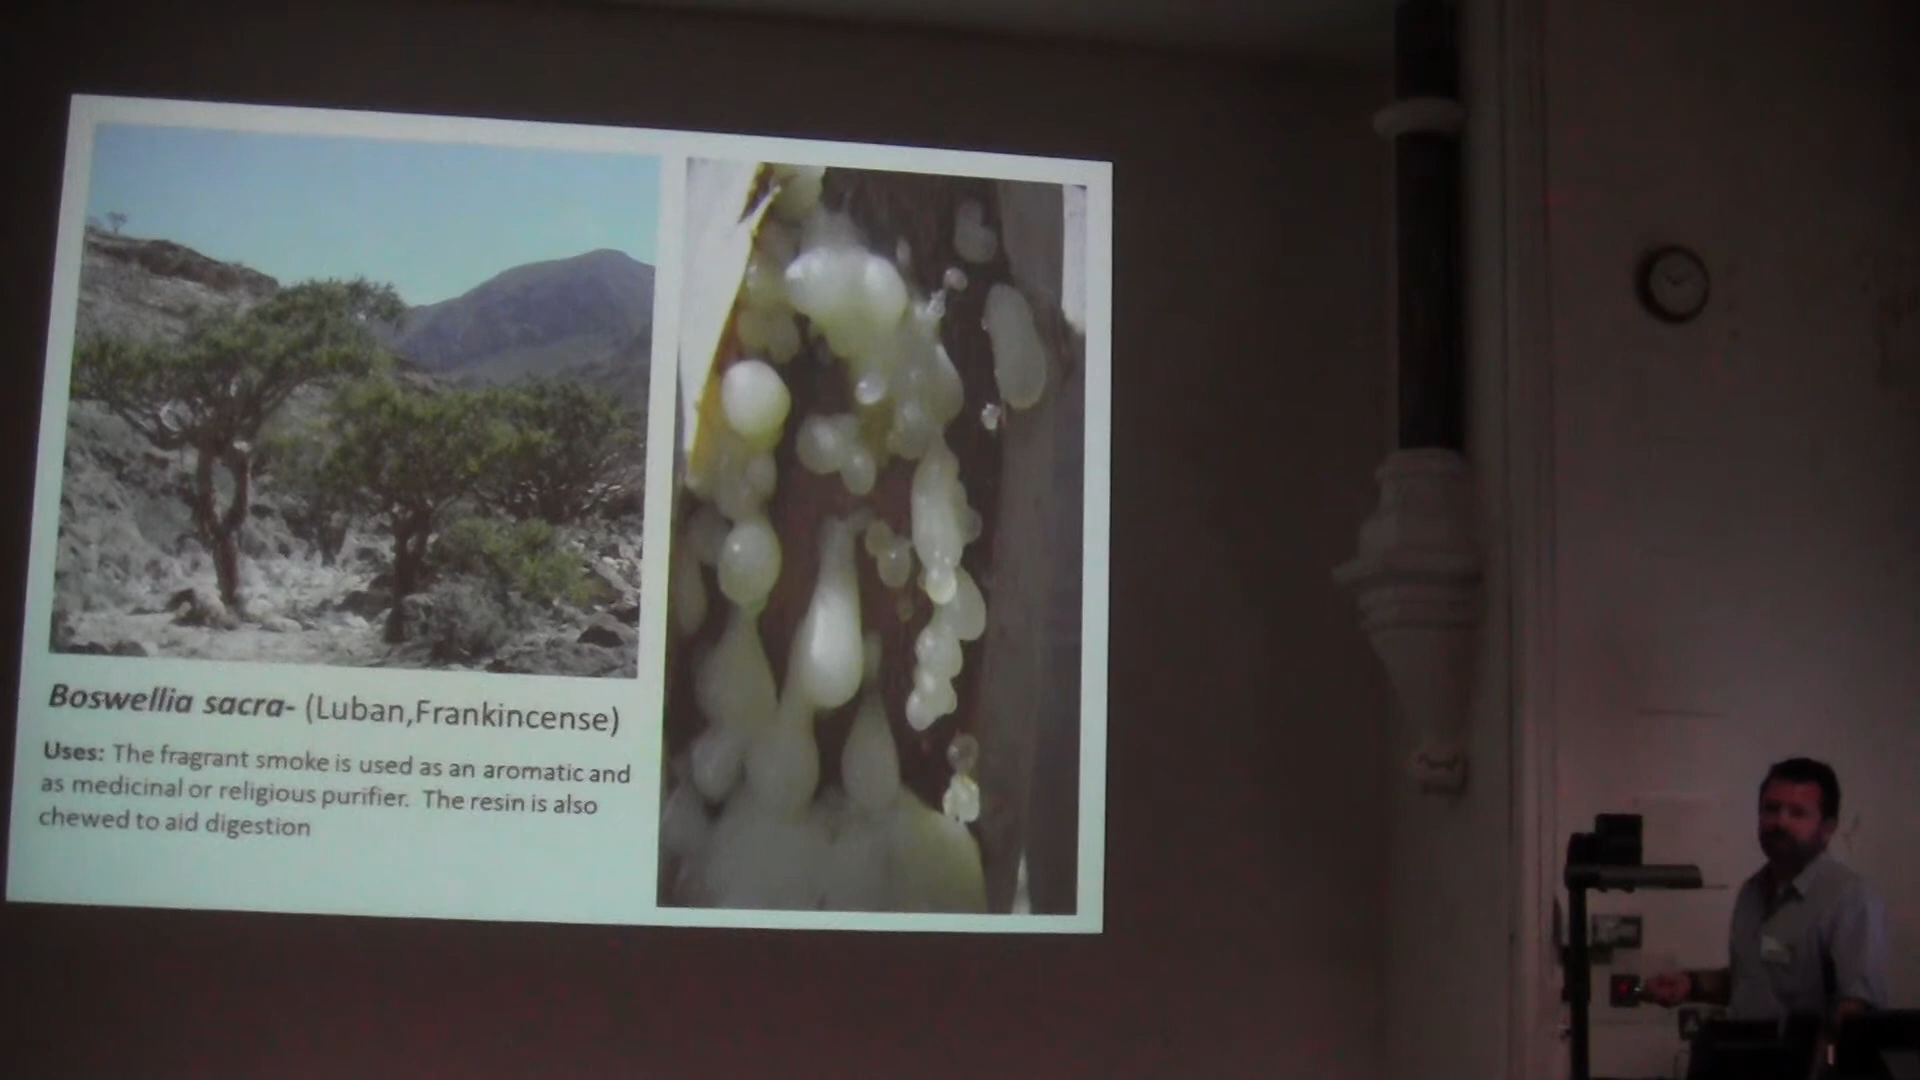 Boswellia sacra- (Luban,Frankincense)
Uses: The fragrant smoke is used as an aromatic and
as medicinal or religious purifier. The resin is also
chewed to aid digestion